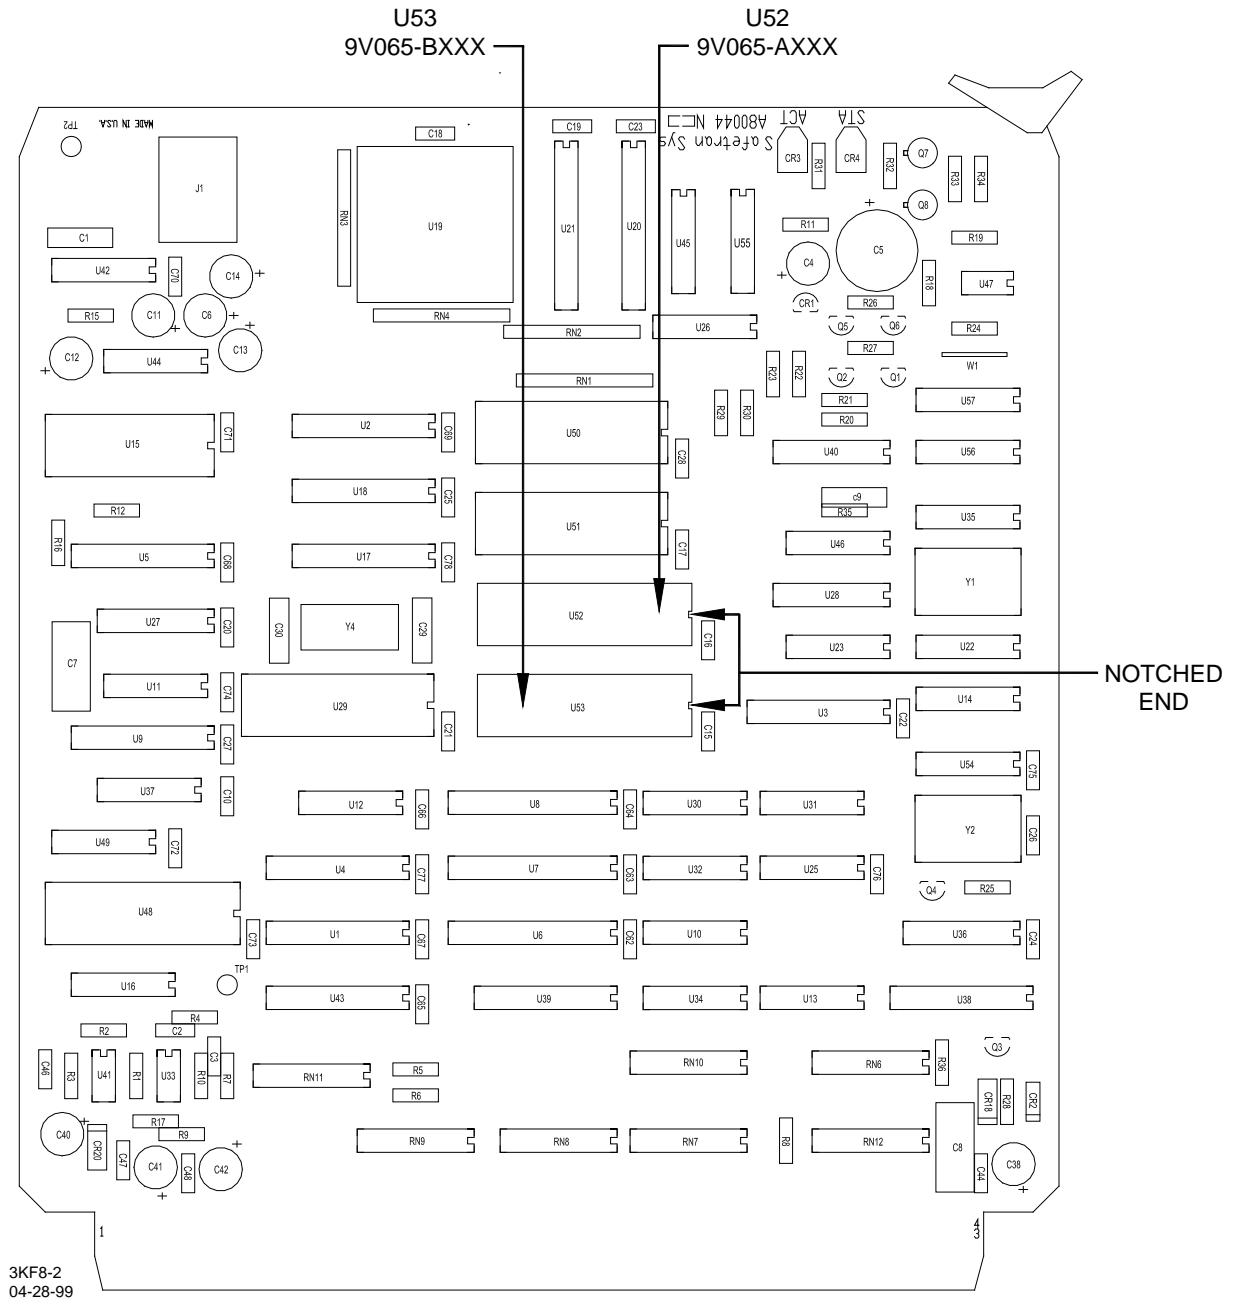 U53
9V065-BXXX
U52
9V065-AXXX
TP2
MADE IN U.S.A.
C18
C19
C23
A80044 N
Safetran Sys
ACT
STA
CR3
R31
CR4
R32
Q7
R33
R34
J1
RN3
U19
U21
U20
U45
U55
Q8
R11
C5
R19
C1
U42
C70
C14
C4
R18
U47
CR1
R26
R15
C11
C6
RN4
RN2
U26
Q5
Q6
R24
C12
U44
C13
R27
W1
RN1
R23
R22
Q2
Q1
U15
C71
U2
C69
U50
C28
R29
R30
R21
R20
U57
U40
U56
U18
C25
c9
R35
R12
R16
U51
C17
U35
U5
C68
U17
C78
U46
Y1
U27
C20
C30
Y4
C29
U52
C16
U28
C7
U23
U22
NOTCHED
END
U11
C74
U29
C21
U53
C15
U3
C22
U14
U9
C27
U54
C75
U37
C10
U12
C66
U8
C64
U30
U31
Y2
C26
U49
C72
U4
C77
U7
C63
U32
U25
C76
Q4
R25
U48
C73
U1
C67
U6
C62
U10
U36
C24
TP1
U16
U43
C65
U39
U34
U13
U38
R4
R2
C2
C46
R3
U41
R1
U33
R10
C3
R7
RN11
R5
R6
RN10
RN6
R36
Q3
CR18
R28
CR2
C40
CR20
R17
R9
C47
C41
C48
C42
RN9
RN8
RN7
R8
RN12
C8
C44
C38
1
43
3KF8-2
04-28-99